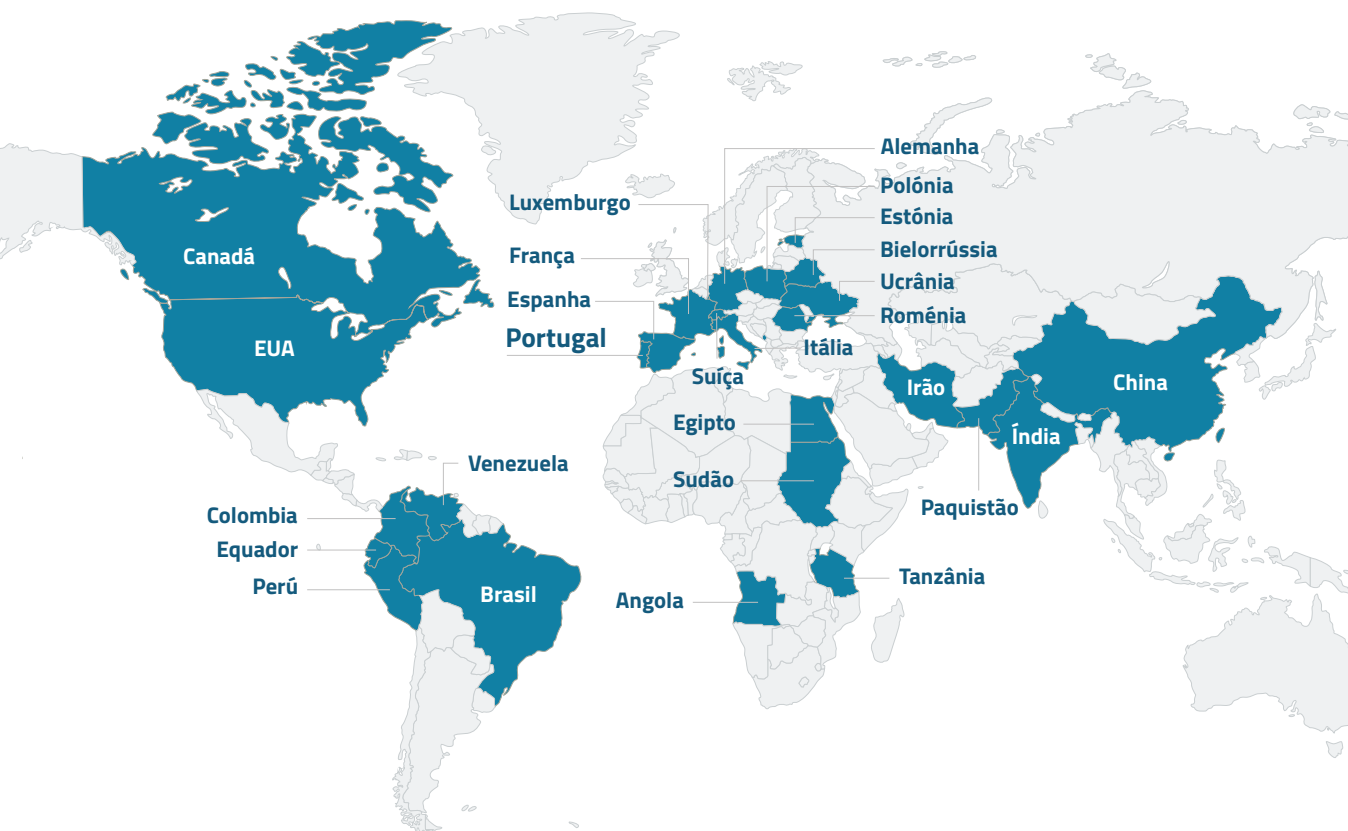 Alemanha
Polónia
Luxemburgo
Estónia
Bielorrússia
França
Canadá
Ucrânia
Espanha
Roménia
Portugal
EUA
Itália
Suíça
China
Irão
Egipto
Índia
Venezuela
Sudão
Paquistão
Colombia
Equador
Tanzânia
Perú
Brasil
Angola